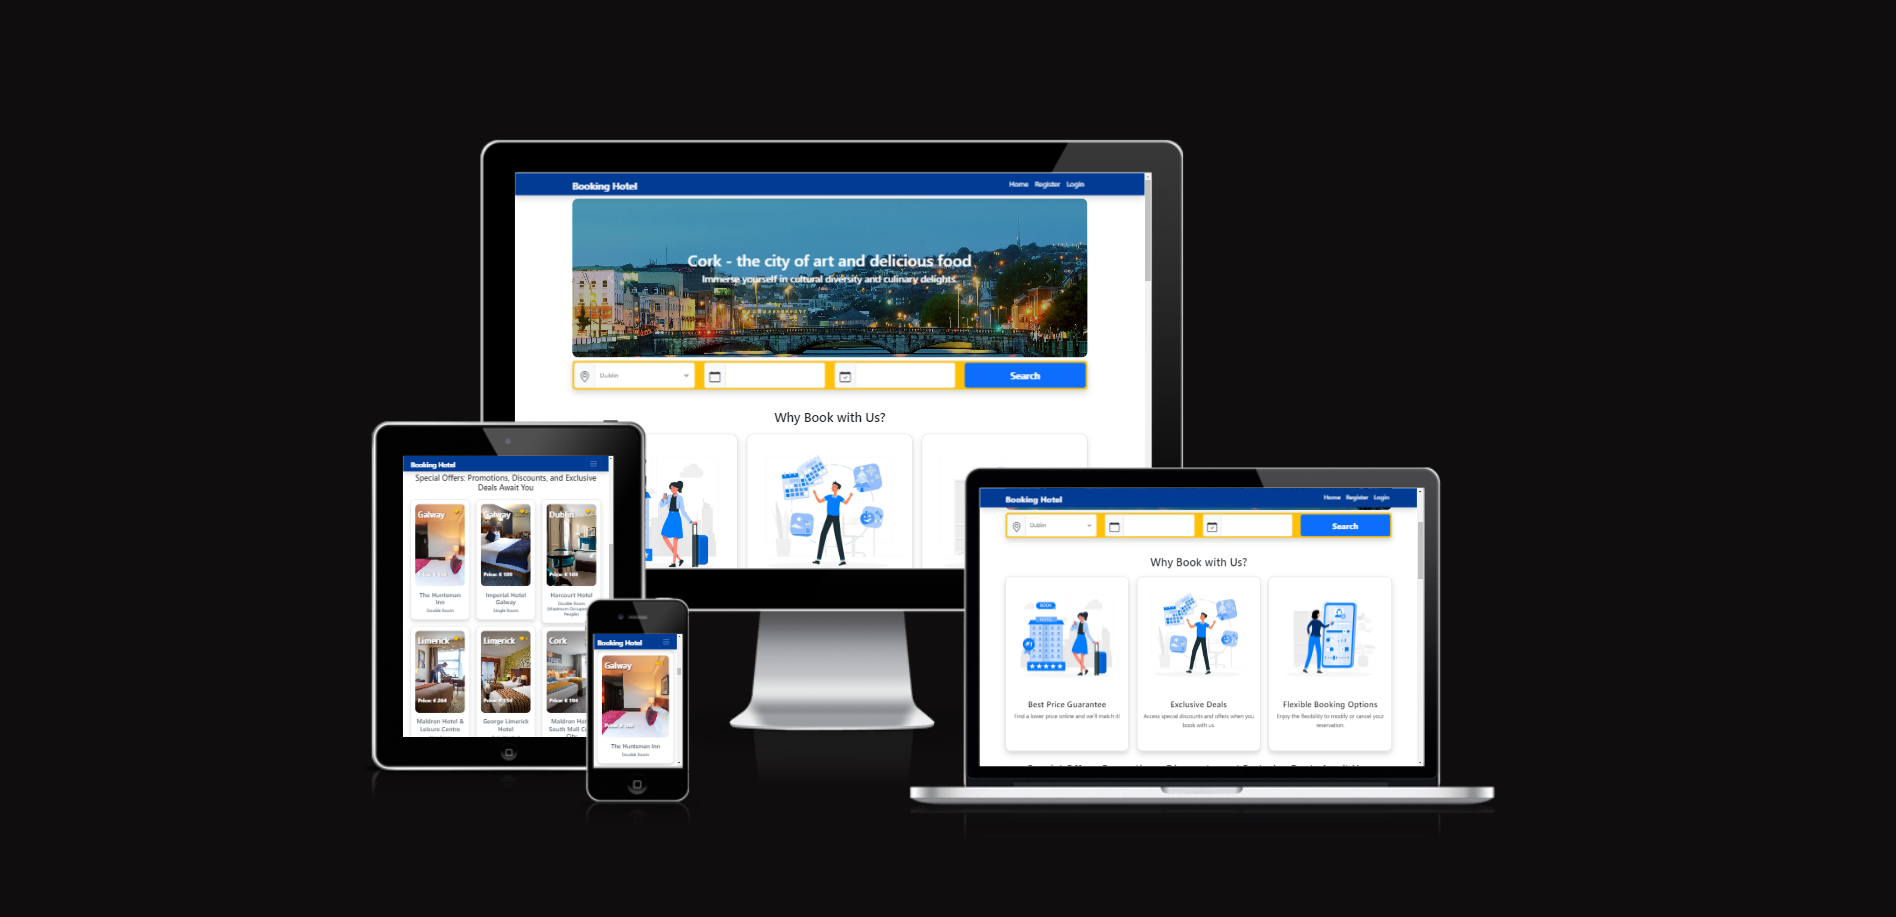 Booking Hotel
Home Register Login
Cork - the city of art and delicious food
Immerse yourself in cultural diversity and culinary delights.
Dublin
Search
Why Book with Us?
Booking Hotel
Special Offers: Promotions, Discounts, and Exclusive
Deals Await You
Galway
Galway
Dublin
Price: € 189
Price: € 169
The Huntsman
Inn
Double Room
Imperial Hotel
Galway
Single Room
Harcourt Hotel
Double Room
(Maximum
People)
Limerick
Limerick
Cork
Price: € 264
Price: € 194
Price: € 194
Maldron Hotel &
Leisure Centre
George Limerick
Hotel
Maldron
South Mall
Booking Hotel
Galway
The Huntsman Inn
Double Room
Booking Hotel
Home Register Login
Dublin
Search
Why Book with Us?
BOOK
HOTEL
Best Price Guarantee
Find a lower price online and we'll match it!
Exclusive Deals
Access special discounts and offers when you
book with us.
Flexible Booking Options
Enjoy the flexibility to modify or cancel your
reservation.